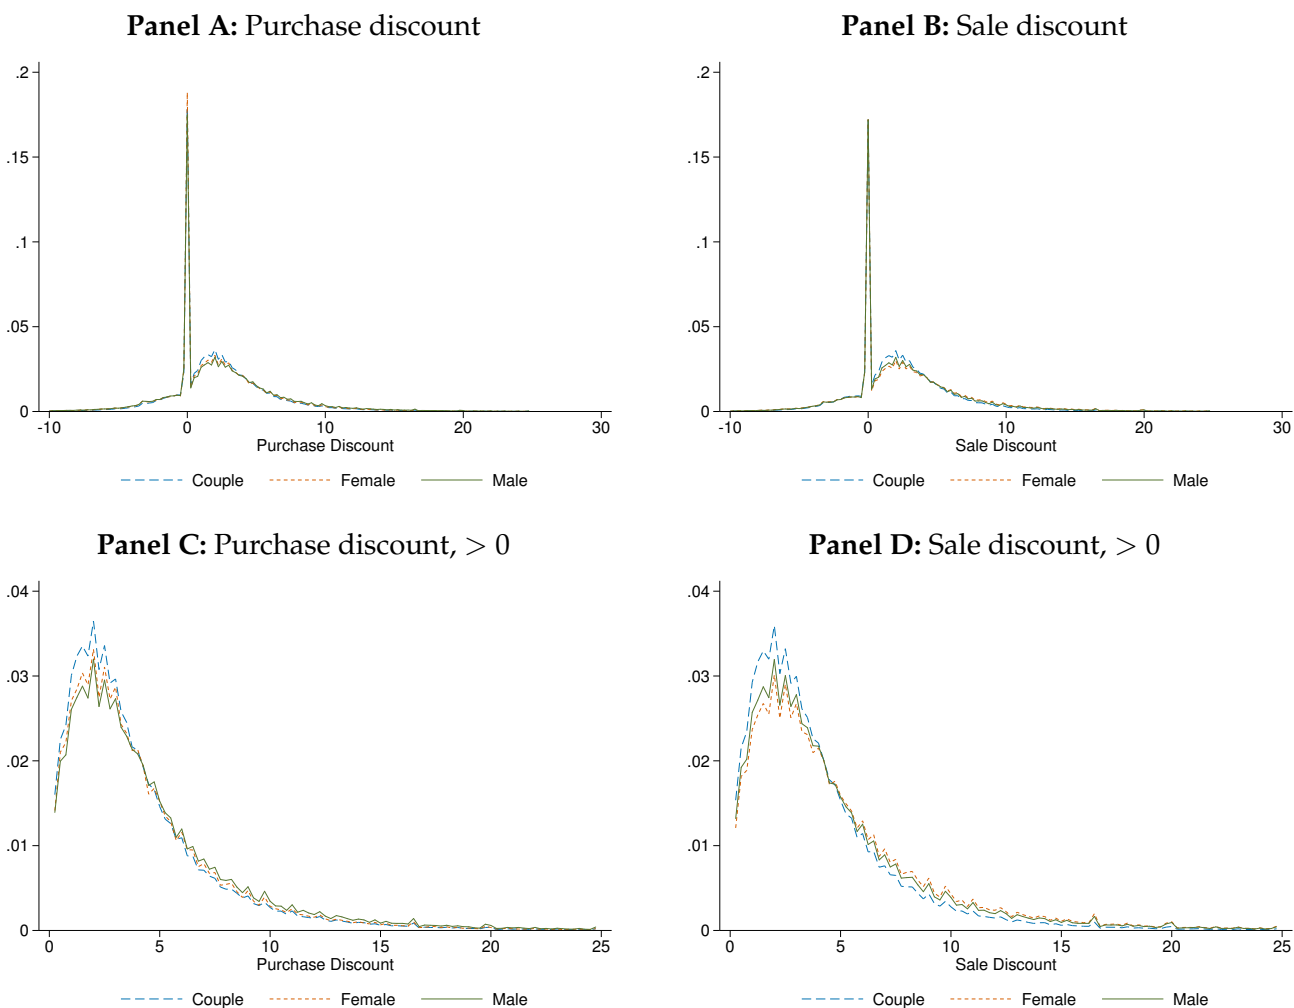 Panel A: Purchase discount
.2
.15
.1
.05
0
-10 0 10 20 30
Purchase Discount
Couple Female Male
Panel B: Sale discount
.2
.15
.1
.05
0
-10 0 10 20 30
Sale Discount
Couple Female Male
Panel C: Purchase discount, > 0
.04
.03
.02
.01
0
0 5 10 15 20 25
Purchase Discount
Couple Female Male
Panel D: Sale discount, > 0
.04
.03
.02
.01
0
0 5 10 15 20 25
Sale Discount
Couple Female Male